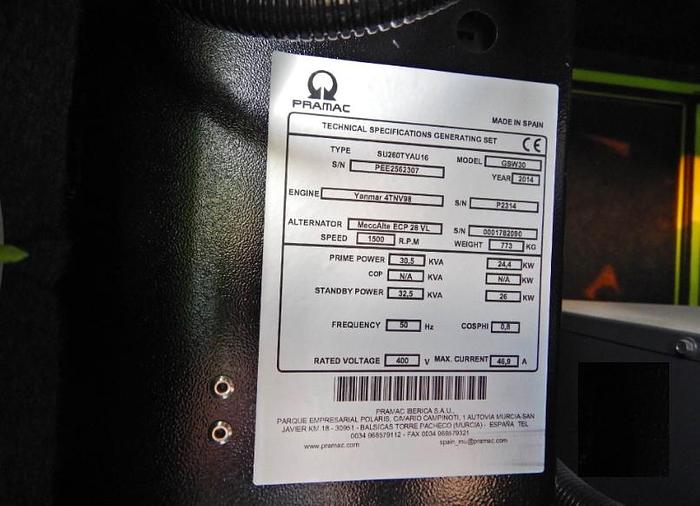 PRAMAC
MADE IN SPAIN
TECHNICAL SPECIFICATIONS GENERATING SET CE
TYPE SU260TYAU16 MODEL GSW30
S/N PEE2562307 YEAR 2014
ENGINE Yanmar 4TNV98 S/N P2314
ALTERNATOR MeccAlte ECP 28 VL S/N 0001782090
SPEED 1500 R.P.M WEIGHT 773 KG
PRIME POWER 30,5 KVA 24,4 KW
COP N/A KVA N/A KW
STANDBY POWER 32,5 KVA 26 KW
FREQUENCY 50 Hz COSPHI 0,8
RATED VOLTAGE 400 V MAX. CURRENT 46,9 A
PRAMAC IBERICA S.A.U.,
PARQUE EMPRESARIAL POLARIS, C/MARIO CAMPINOTI, 1 AUTOVIA MURCIA-SAN
JAVIER KM 18 - 30591 - BALSICAS TORRE PACHECO (MURCIA) - ESPAÑA TEL
0034 968579112 - FAX 0034 968579321
www.pramac.com spain_mu@pramac.com